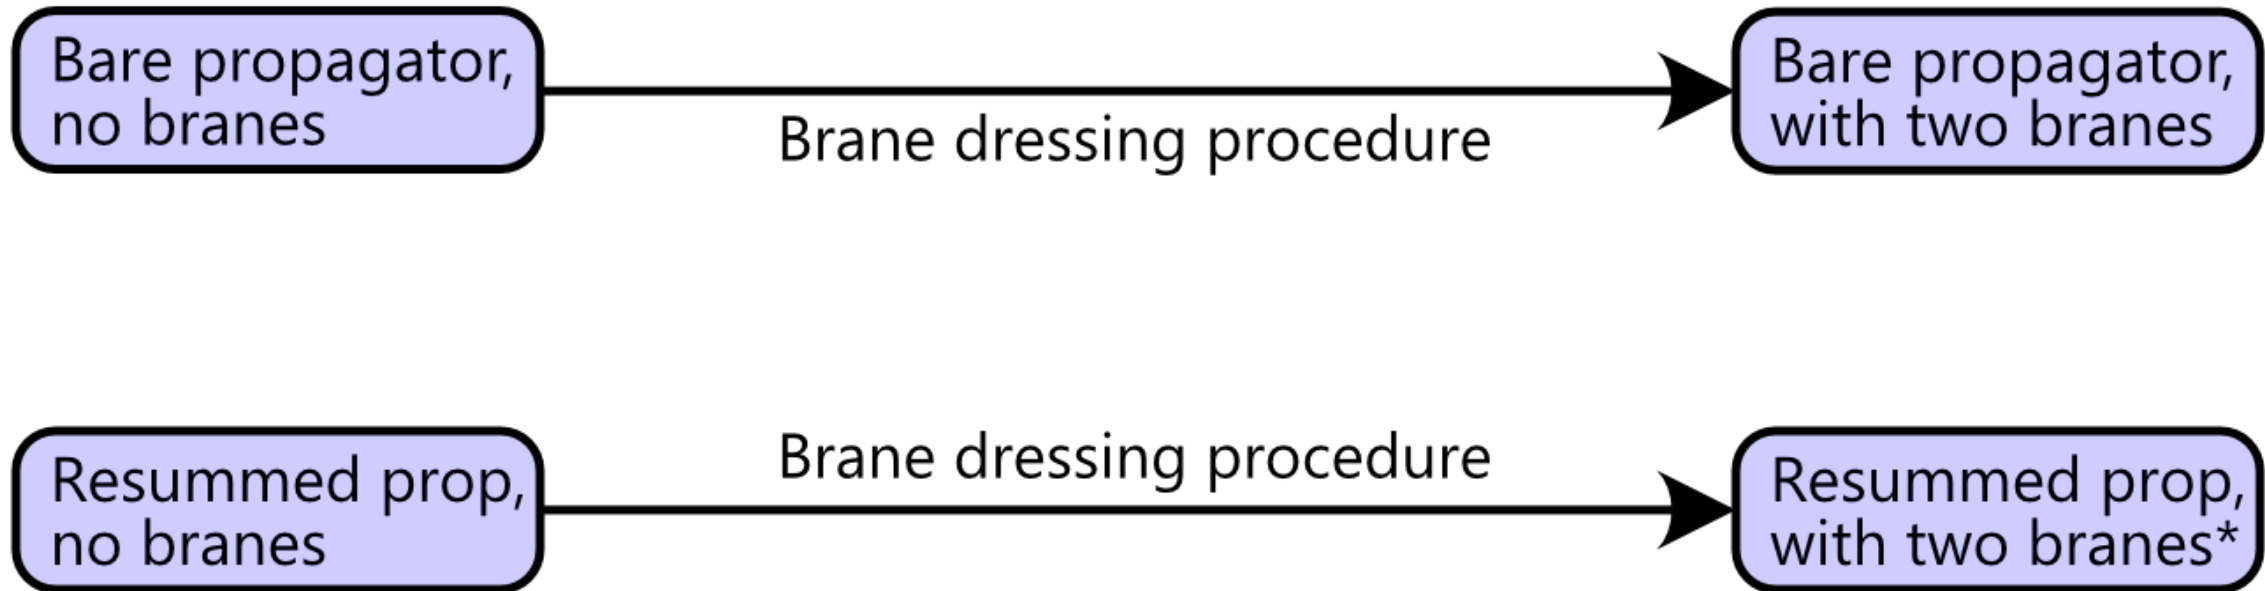 Bare propagator,
no branes
Brane dressing procedure
Bare propagator,
with two branes
Resummed prop,
no branes
Brane dressing procedure
Resummed prop,
with two branes*